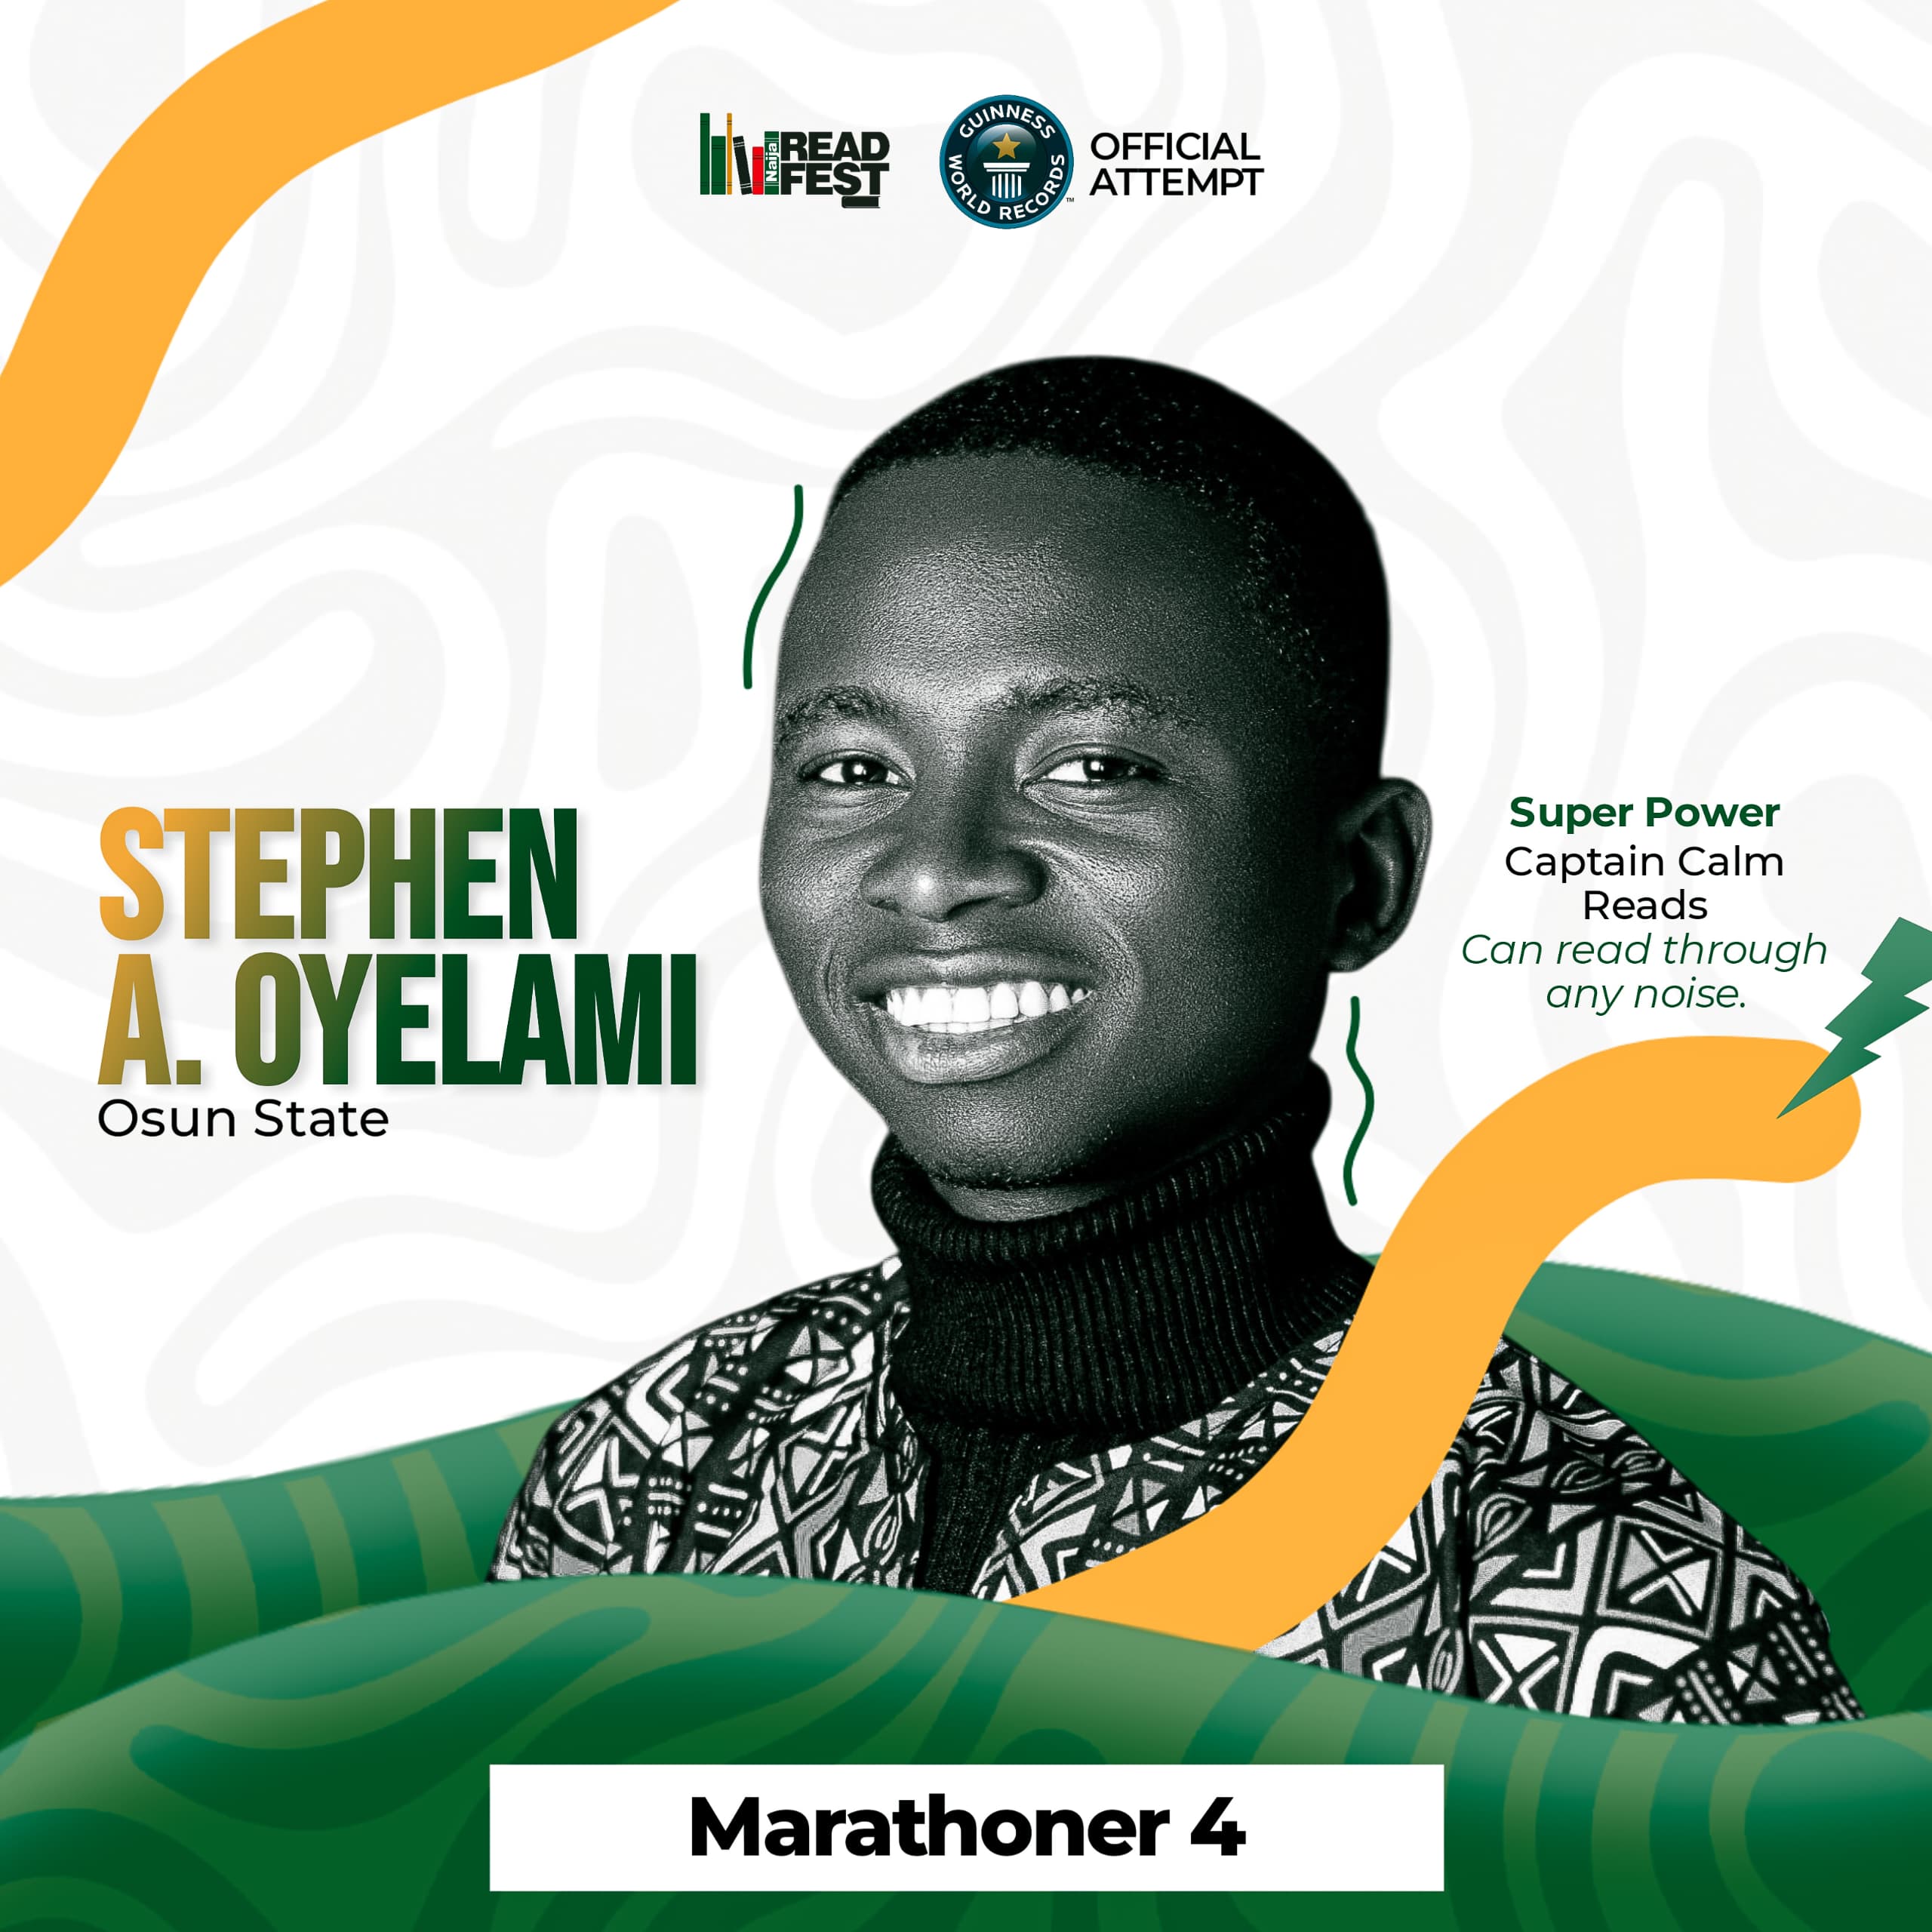 Naija
READ
FEST
GUINNESS
WORLD RECORDS
™
OFFICIAL
ATTEMPT
STEPHEN
A. OYELAMI
Osun State
Super Power
Captain Calm
Reads
Can read through
any noise.
Marathoner 4